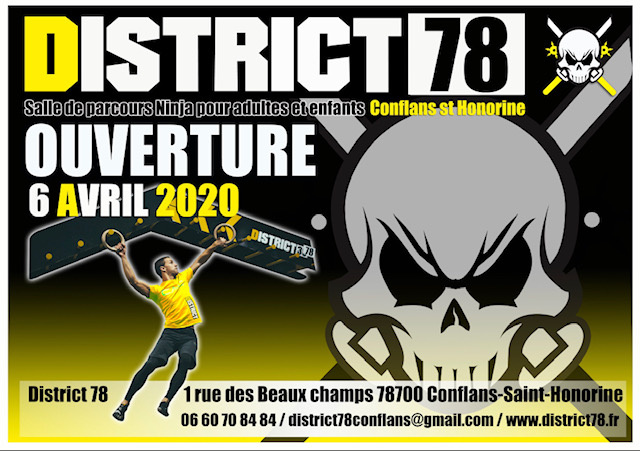 DISTRICT 78
Salle de parcours Ninja pour adultes et enfants Conflans st Honorine
OUVERTURE
6 AVRIL 2020
DISTRICT 78
DISTRICT
District 78 1 rue des Beaux champs 78700 Conflans-Saint-Honorine
06 60 70 84 84 / district78conflans@gmail.com / www.district78.fr